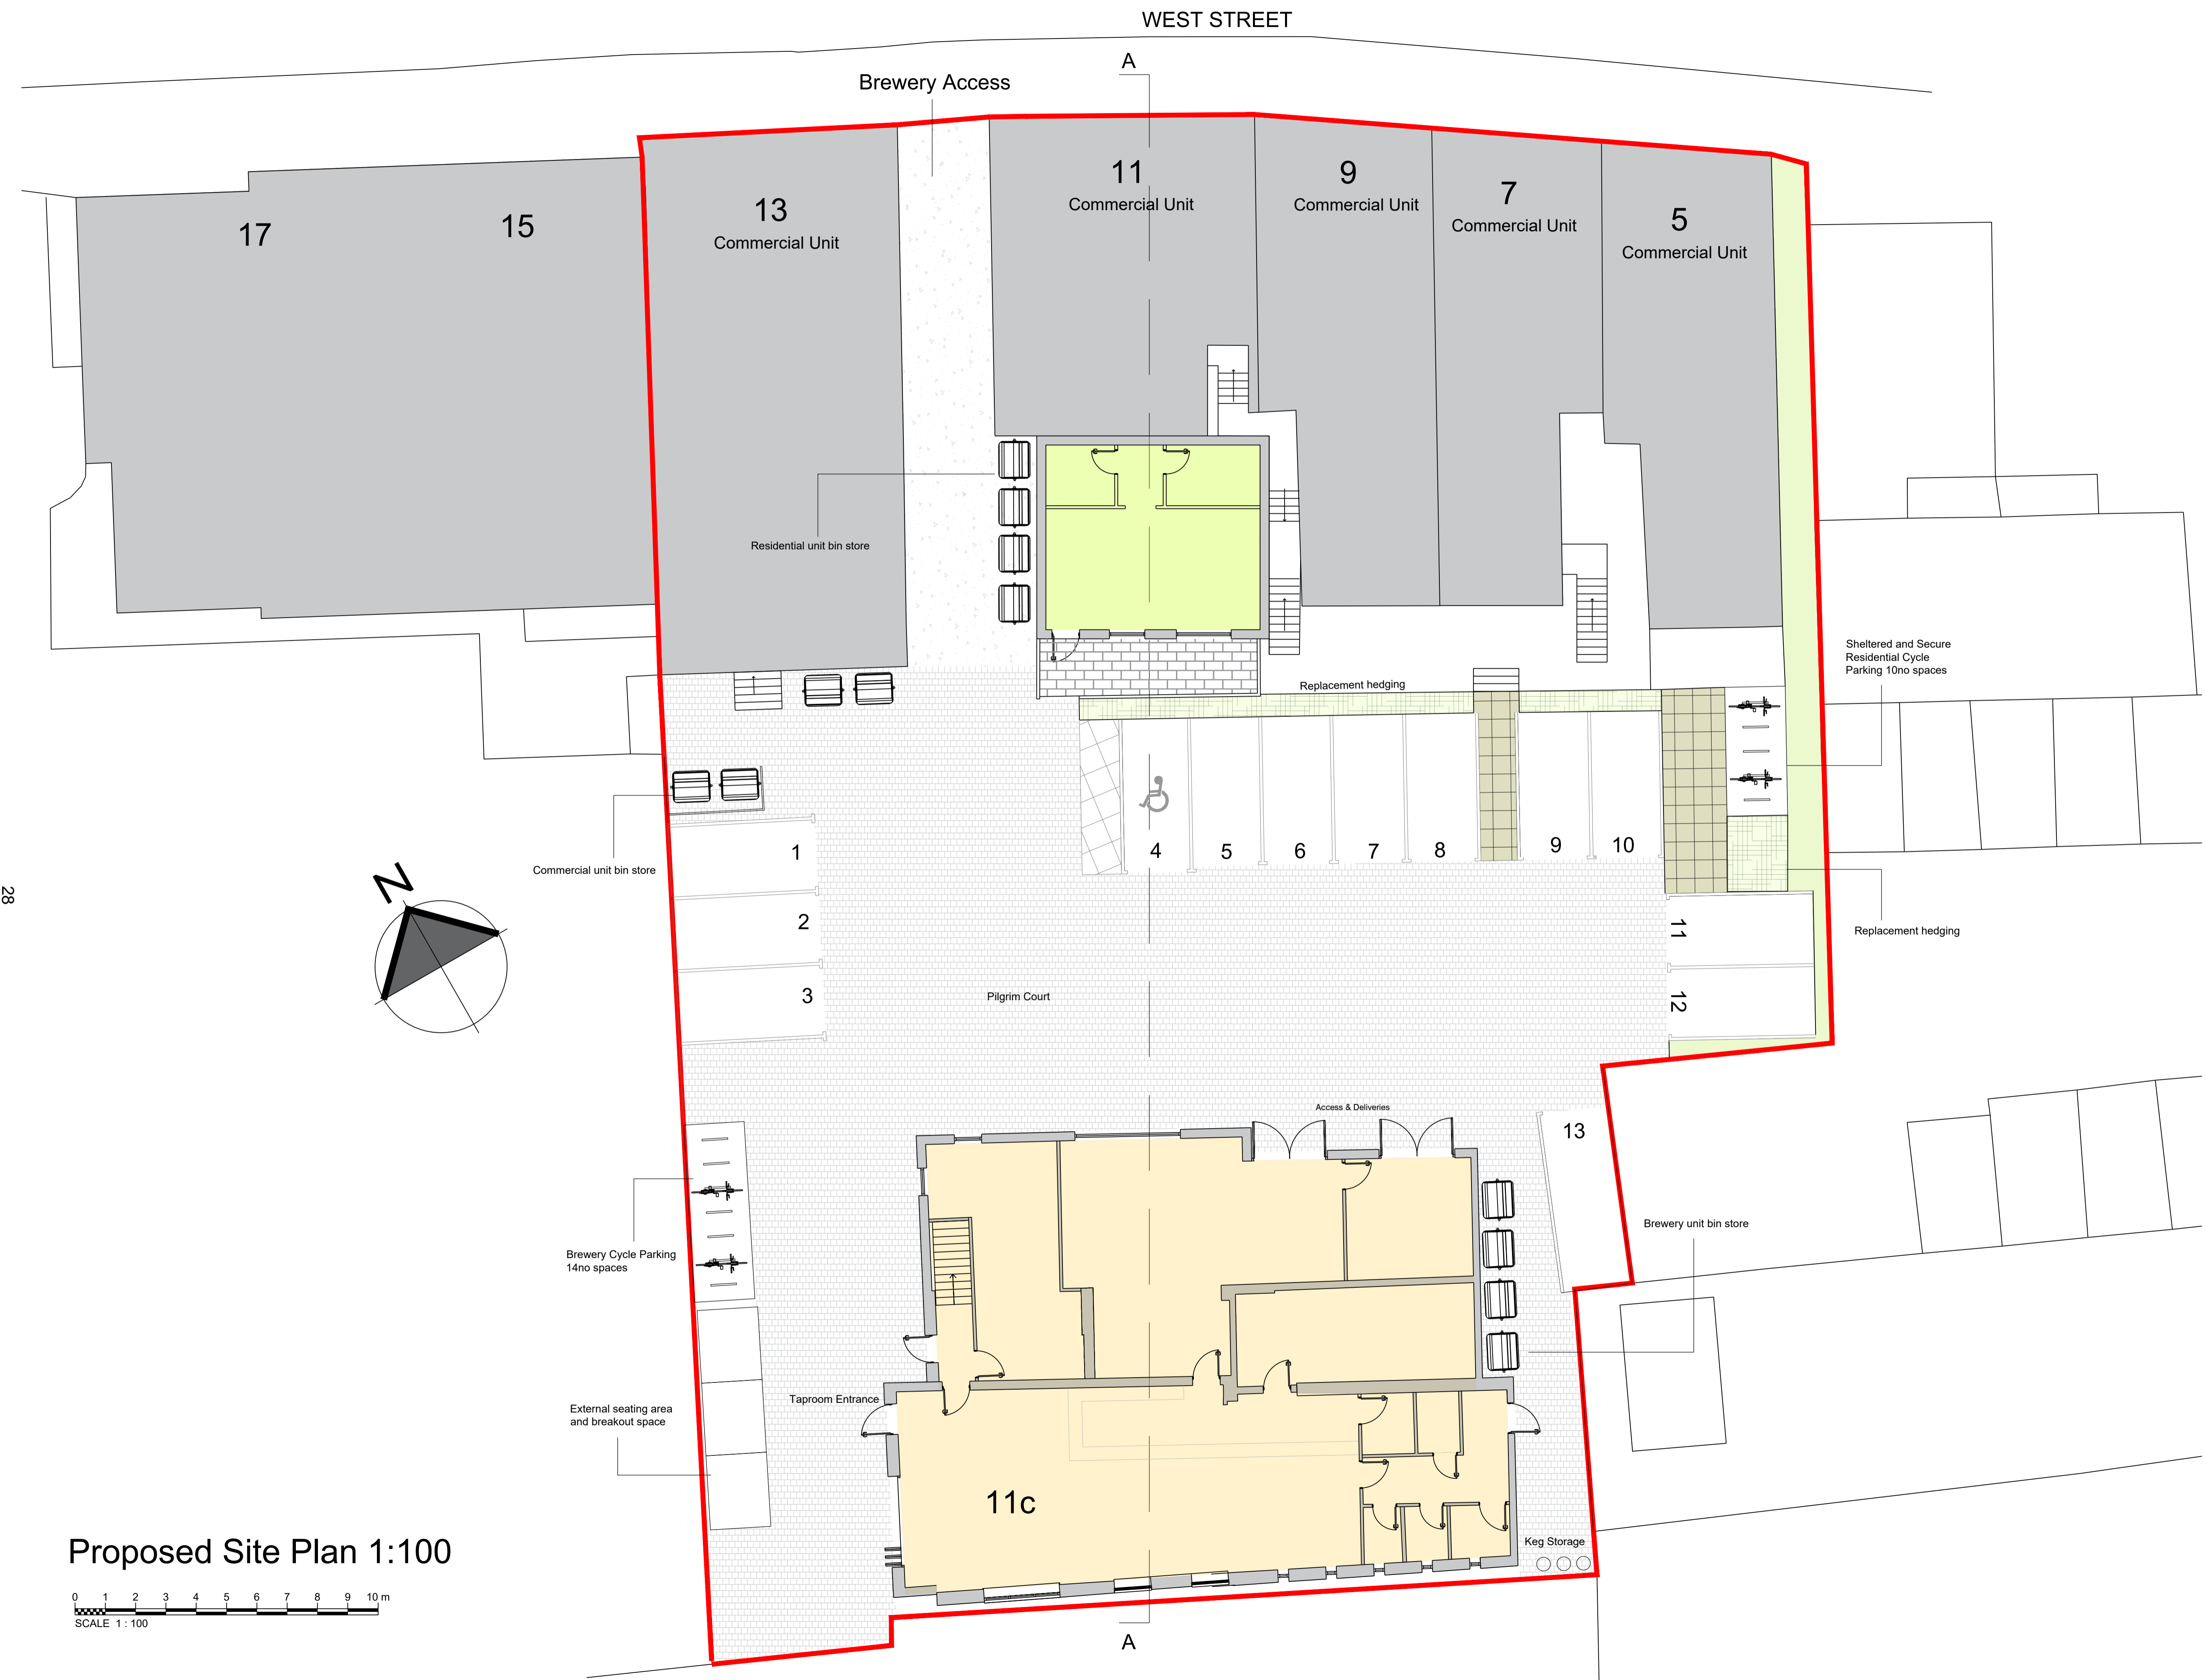 WEST STREET
A
Brewery Access
11
Commercial Unit
9
Commercial Unit
7
Commercial Unit
5
Commercial Unit
13
Commercial Unit
15
17
Residential unit bin store
Sheltered and Secure
Residential Cycle
Parking 10no spaces
Replacement hedging
Commercial unit bin store
1
2
3
4
5
6
7
8
9
10
11
12
Replacement hedging
28
N
Pilgrim Court
Access & Deliveries
13
Brewery unit bin store
Brewery Cycle Parking
14no spaces
Taproom Entrance
External seating area
and breakout space
11c
Keg Storage
Proposed Site Plan 1:100
0 1 2 3 4 5 6 7 8 9 10 m
SCALE 1 : 100
A